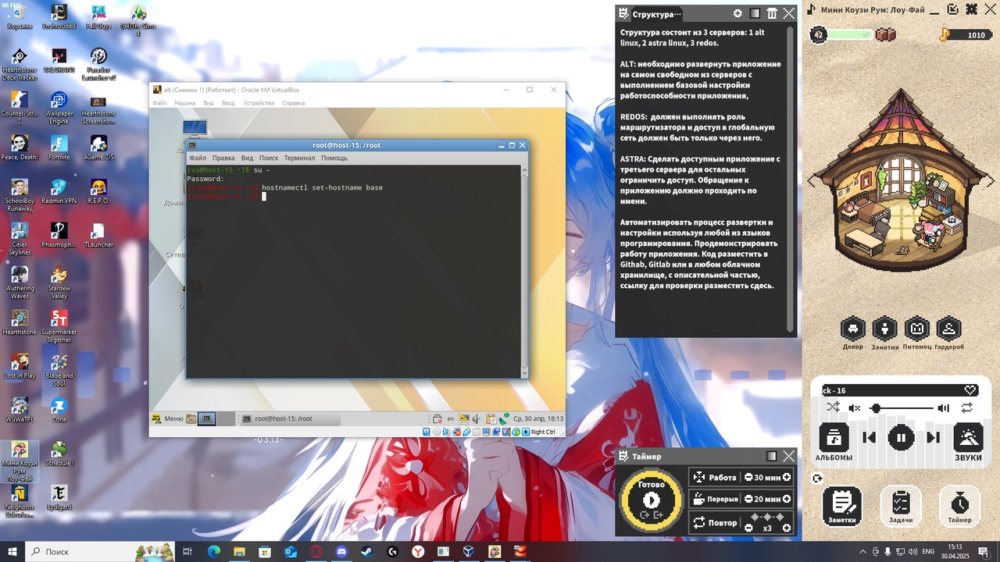 60 FPS
Корзина
Enshrouded
Fall Guys
(64)The Sims 4
Hearthstone Deck Tracker
VALORANT
Paradox Launcher v2
Counter-Str... 2
Wallpaper Engine
Hearthstone Screensho...
Peace, Death!
Fortnite
4Game CIS
SchoolBoy Runaway
Radmin VPN
R.E.P.O.
Cities Skylines
Phasmoph...
TLauncher
Wuthering Waves
Stardew Valley
Hearthstone
Supermarket Together
Lost in Play
Blade and Soul
WuWaTPL
Zona
Мини Коузи Рум Лоу-Фай
Schedule I
Neighbors Suburba...
Eydigard
alt (Снимок 1) [Работает] - Oracle VM VirtualBox
Файл Машина Вид Ввод Устройства Справка
root@host-15: /root
Файл Правка Вид Поиск Терминал Помощь
[vi@host-15 ~]$ su -
Password:
[root@host-15 ~]# hostnamectl set-hostname base
[root@host-15 ~]#
Меню
root@host-15: /root
en
Ср, 30 апр, 18:13
Right Ctrl
-03:13-
Структура···
Структура состоит из 3 серверов: 1 alt
linux, 2 astra linux, 3 redos.
ALT: необходимо развернуть приложение
на самом свободном из серверов с
выполнением базовой настройки
работоспособности приложения,
REDOS: должен выполнять роль
маршрутизатора и доступ в глобальную
сеть должен быть только через него.
ASTRA: Сделать доступным приложение с
третьего сервера для остальных
ограничить доступ. Обращение к
приложению должно проходить по
имени.
Автоматизировать процесс развертки и
настройки используя любой из языков
програмирования. Продемонстрировать
работу приложения. Код разместить в
Githab, Gitlab или в любом облачном
хранилище, с описательной частью,
ссылку для проверки разместить сдесь.
Таймер
Готово
Работа 30 мин
Перерыв 20 мин
Повтор x3
Мини Коузи Рум: Лоу-Фай
42
1010
Декор Занятия Питомец Гардероб
ck - 16
АЛЬБОМЫ
ЗВУКИ
Заметки
Задачи
Таймер
Поиск
ENG
15:13
30.04.2025
1